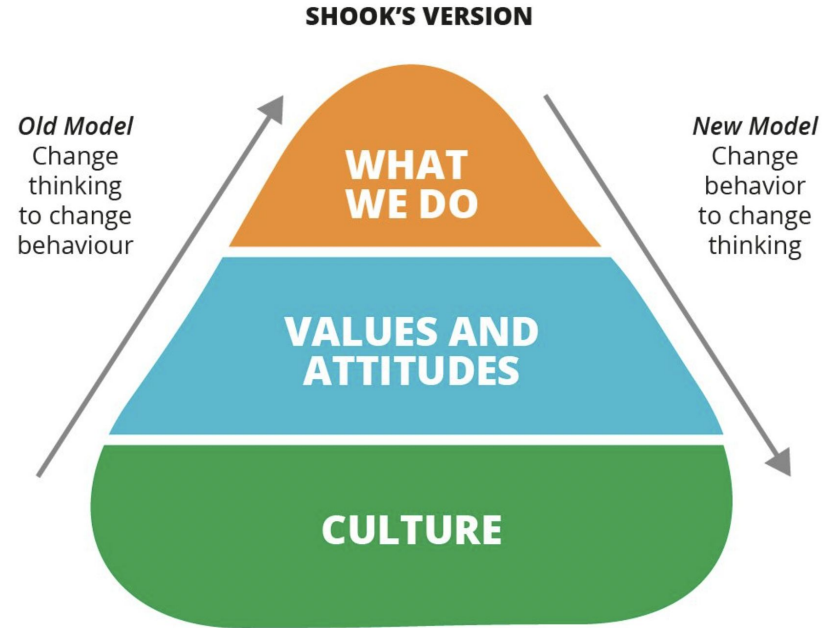 SHOOK'S VERSION
Old Model
Change
thinking
to change
behaviour
New Model
Change
behavior
to change
thinking
WHAT
WE DO
VALUES AND
ATTITUDES
CULTURE